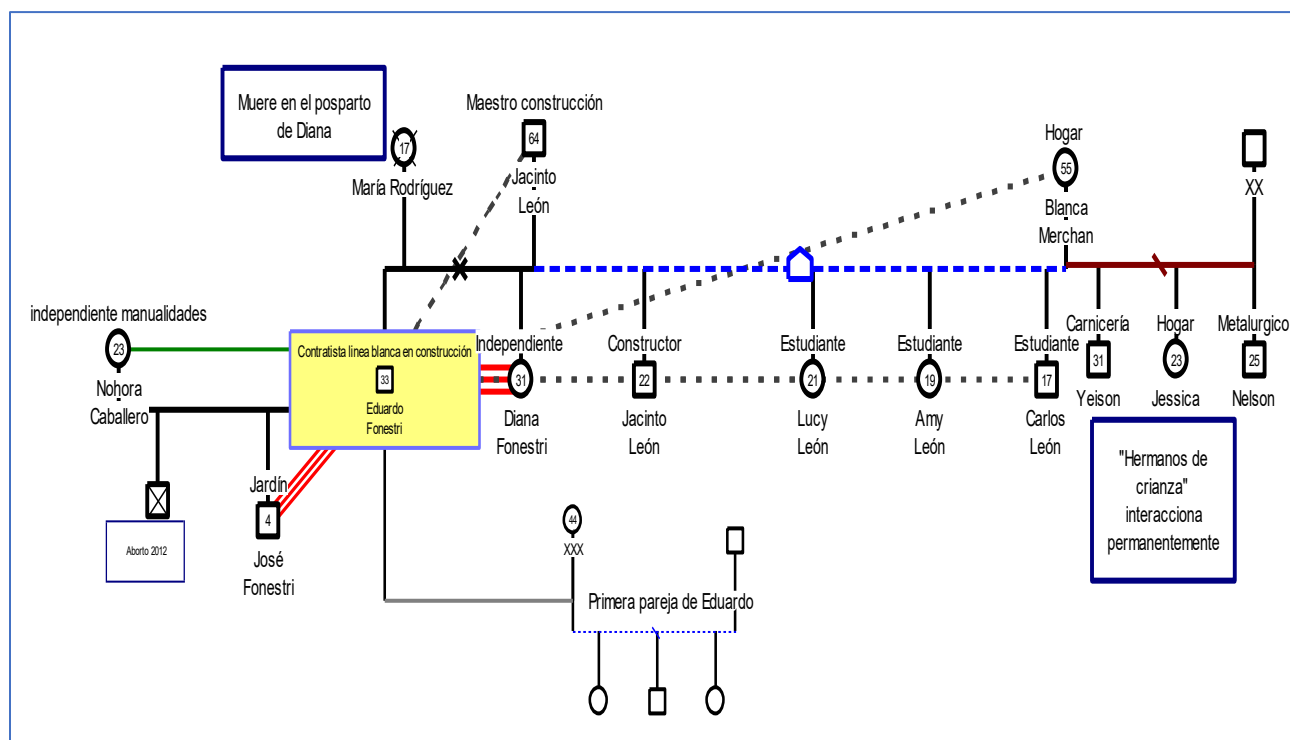 Muere en el posparto
de Diana
17
María Rodríguez
Maestro construcción
64
Jacinto
León
Hogar
55
Blanca
Merchan
XX
independiente manualidades
23
Nohora
Caballero
Contratista linea blanca en construcción
33
Eduardo
Fonestri
Independiente
31
Diana
Fonestri
Constructor
22
Jacinto
León
Estudiante
21
Lucy
León
Estudiante
19
Amy
León
Estudiante
17
Carlos
León
Carnicería
31
Yeison
Hogar
23
Jessica
Metalurgico
25
Nelson
"Hermanos de
crianza"
interacciona
permanentemente
Aborto 2012
Jardín
4
José
Fonestri
44
XXX
Primera pareja de Eduardo